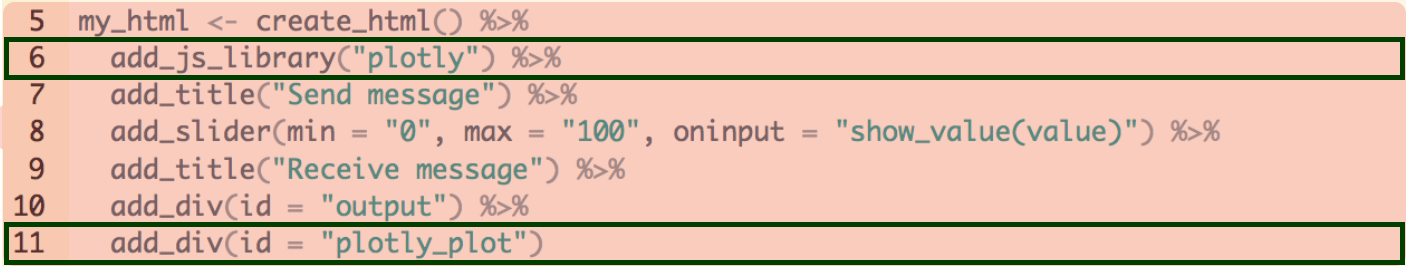 5 my_html <- create_html() %>%
6 add_js_library("plotly") %>%
7 add_title("Send message") %>%
8 add_slider(min = "0", max = "100", oninput = "show_value(value)") %>%
9 add_title("Receive message") %>%
10 add_div(id = "output") %>%
11 add_div(id = "plotly_plot")